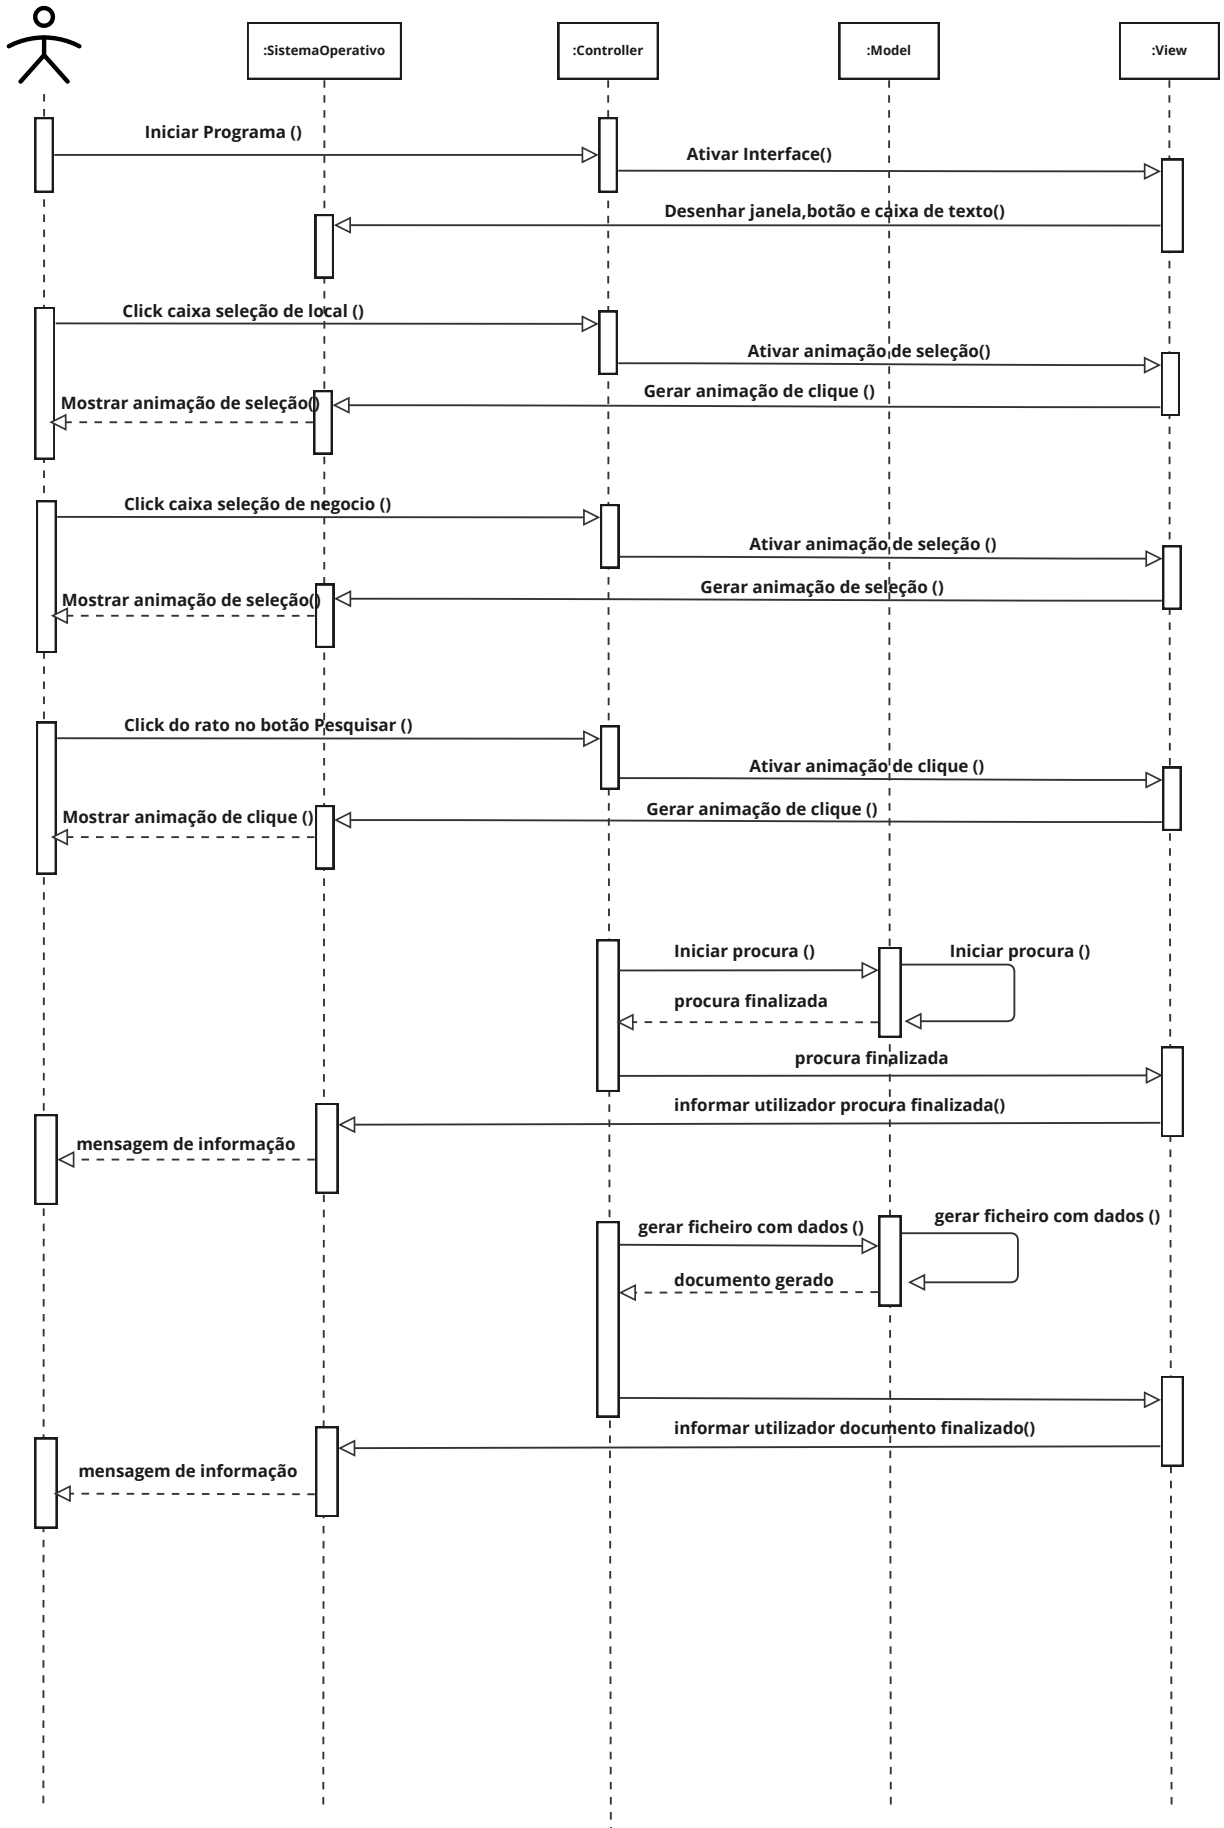 :SistemaOperativo
:Controller
:Model
:View
Iniciar Programa ()
Ativar Interface()
Desenhar janela,botão e caixa de texto()
Click caixa seleção de local ()
Ativar animação de seleção()
Gerar animação de clique ()
Mostrar animação de seleção()
Click caixa seleção de negocio ()
Ativar animação de seleção ()
Gerar animação de seleção ()
Mostrar animação de seleção()
Click do rato no botão Pesquisar ()
Ativar animação de clique ()
Gerar animação de clique ()
Mostrar animação de clique ()
Iniciar procura ()
Iniciar procura ()
procura finalizada
procura finalizada
informar utilizador procura finalizada()
mensagem de informação
gerar ficheiro com dados ()
gerar ficheiro com dados ()
documento gerado
informar utilizador documento finalizado()
mensagem de informação